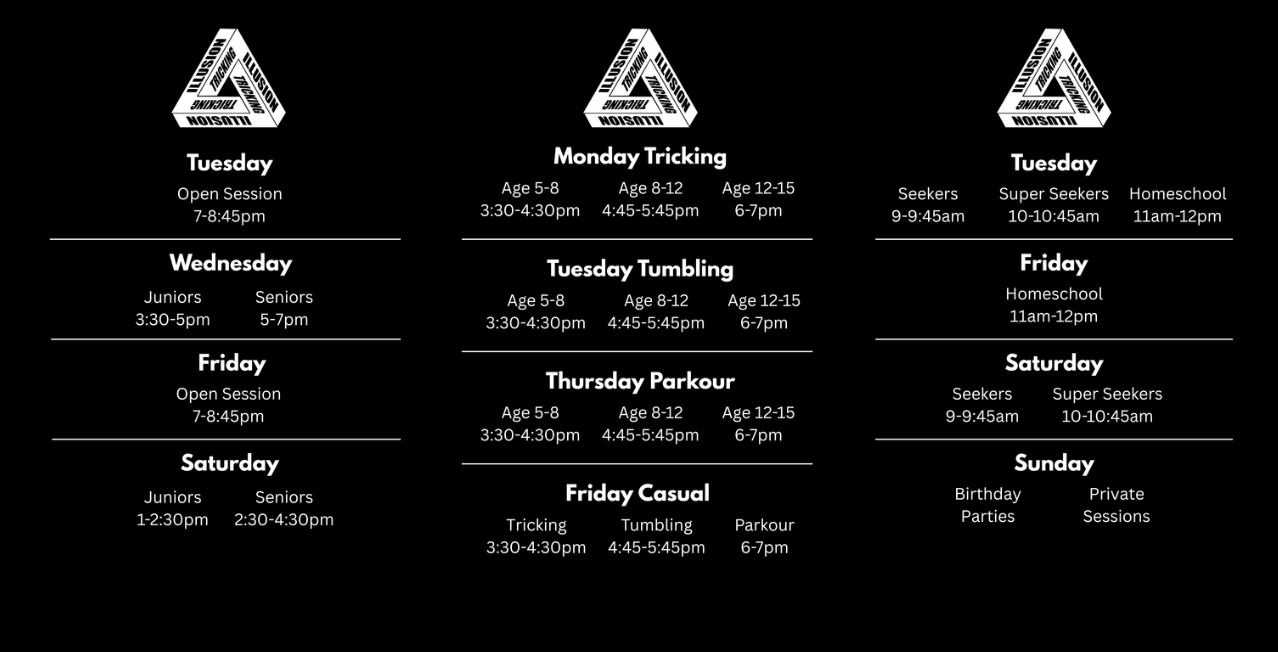 ILLUSION
TRICKING
ILLUSION
TRICKING
ILLUSION
TRICKING
Tuesday
Open Session
7-8:45pm
Wednesday
Juniors Seniors
3:30-5pm 5-7pm
Friday
Open Session
7-8:45pm
Saturday
Juniors Seniors
1-2:30pm 2:30-4:30pm
ILLUSION
TRICKING
ILLUSION
TRICKING
ILLUSION
TRICKING
Monday Tricking
Age 5-8 Age 8-12 Age 12-15
3:30-4:30pm 4:45-5:45pm 6-7pm
Tuesday Tumbling
Age 5-8 Age 8-12 Age 12-15
3:30-4:30pm 4:45-5:45pm 6-7pm
Thursday Parkour
Age 5-8 Age 8-12 Age 12-15
3:30-4:30pm 4:45-5:45pm 6-7pm
Friday Casual
Tricking Tumbling Parkour
3:30-4:30pm 4:45-5:45pm 6-7pm
ILLUSION
TRICKING
ILLUSION
TRICKING
ILLUSION
TRICKING
Tuesday
Seekers Super Seekers Homeschool
9-9:45am 10-10:45am 11am-12pm
Friday
Homeschool
11am-12pm
Saturday
Seekers Super Seekers
9-9:45am 10-10:45am
Sunday
Birthday Private
Parties Sessions